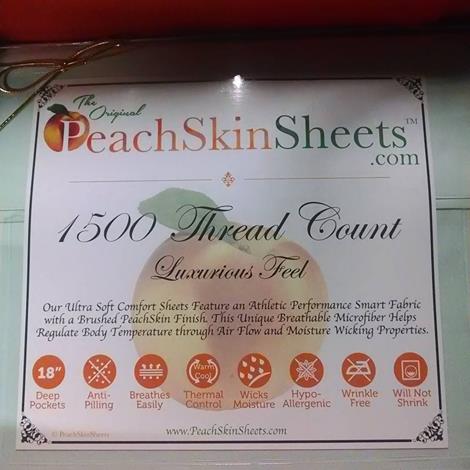 The Original
PeachSkinSheets™
.com
1500 Thread Count
Luxurious Feel
Our Ultra Soft Comfort Sheets Feature an Athletic Performance Smart Fabric
with a Brushed PeachSkin Finish. This Unique Breathable Microfiber Helps
Regulate Body Temperature through Air Flow and Moisture Wicking Properties.
18"
Deep
Pockets
Anti-
Pilling
Breathes
Easily
Warm
Cool
Thermal
Control
Wicks
Moisture
Hypo-
Allergenic
Wrinkle
Free
Will Not
Shrink
© PeachSkinSheets
www.PeachSkinSheets.com